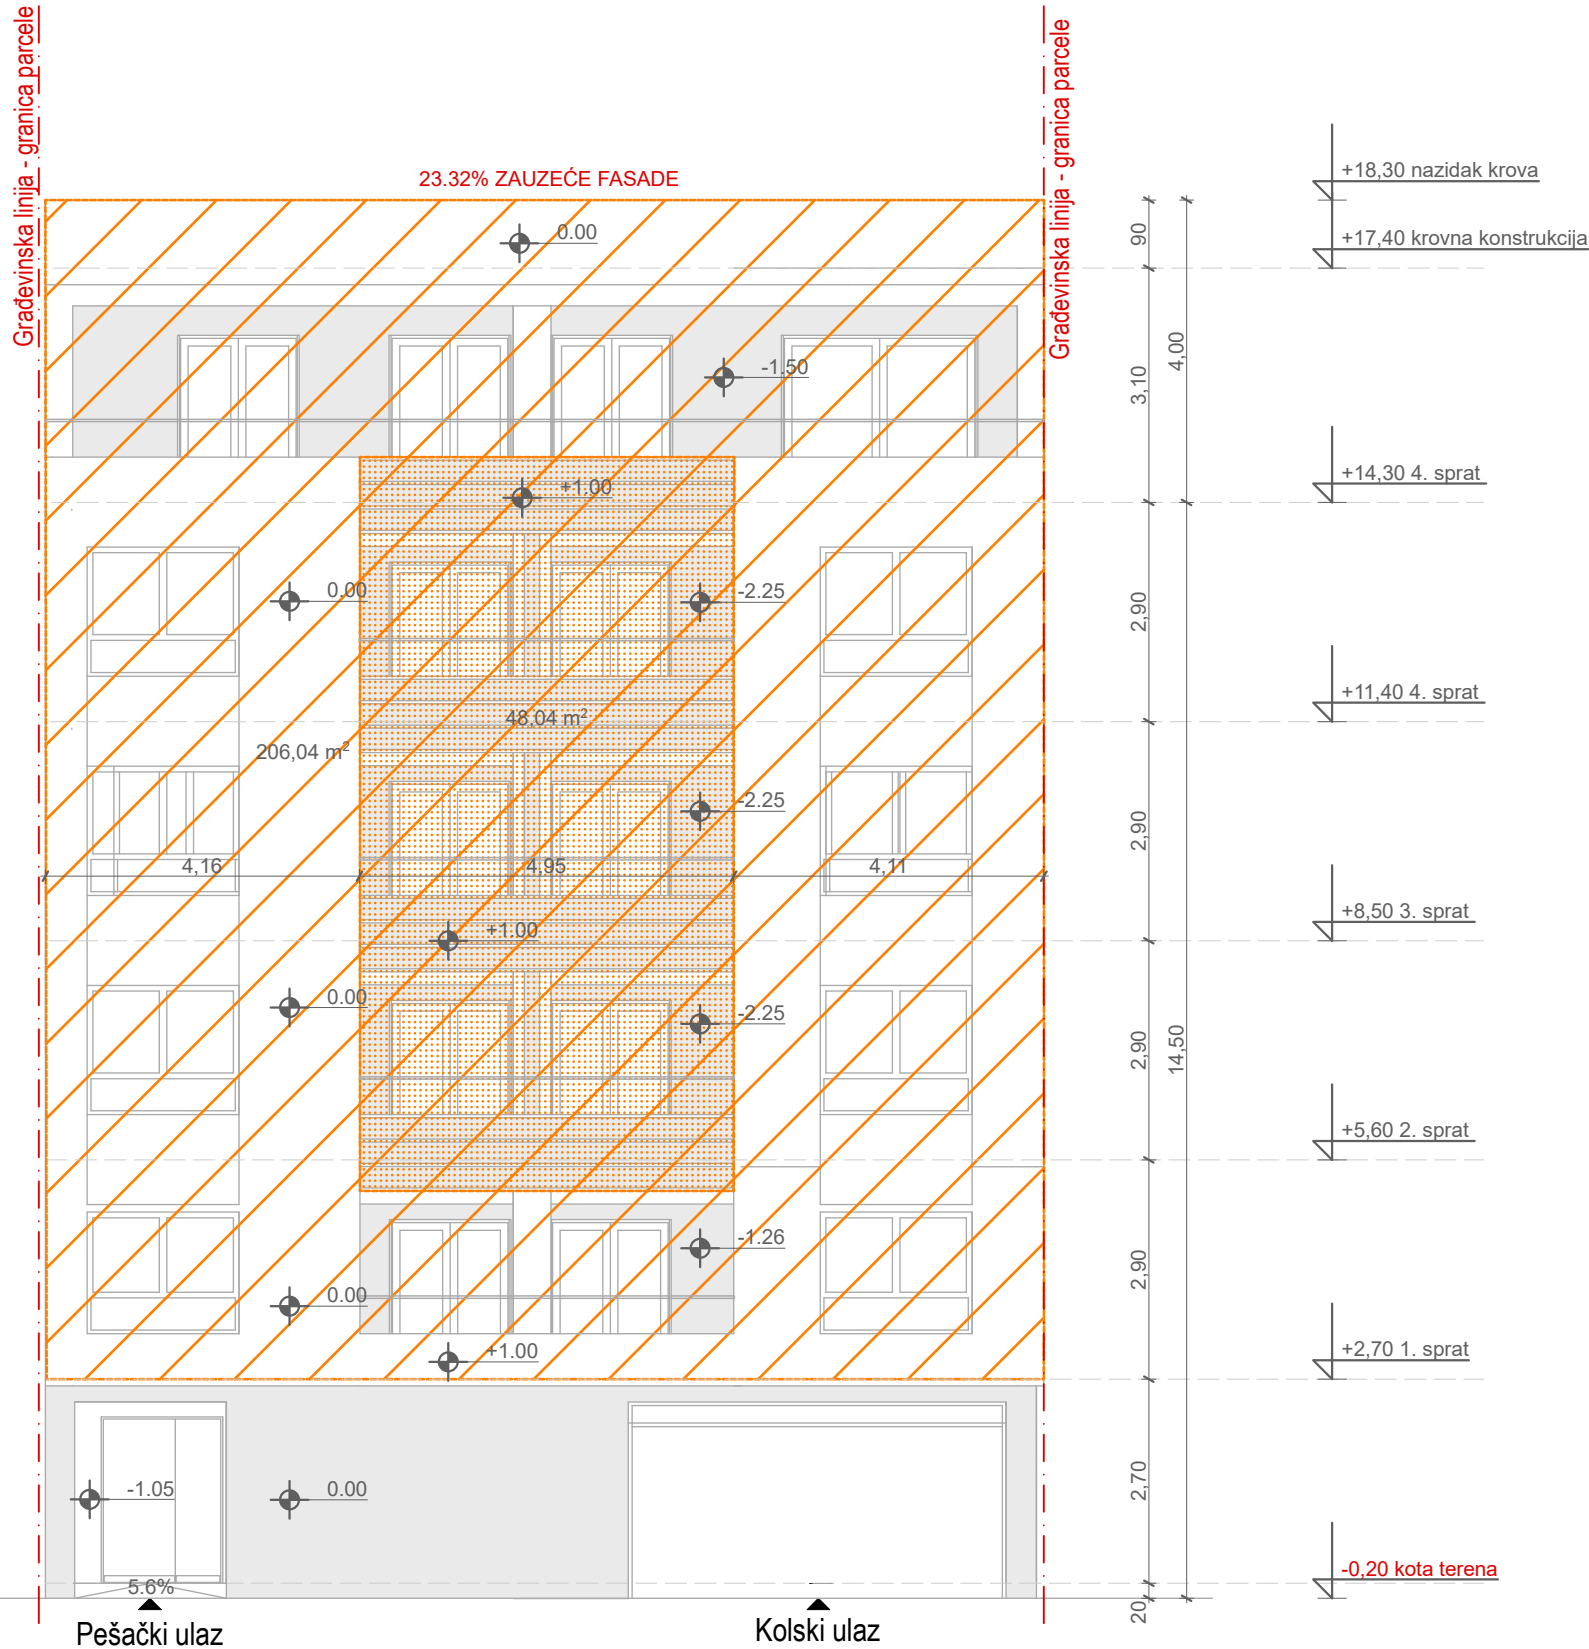 Građevinska linija - granica parcele
Građevinska linija - granica parcele
23.32% ZAUZEĆE FASADE
+18,30 nazidak krova
0.00
90
+17,40 krovna konstrukcija
-1.50
3,10
4,00
+14,30 4. sprat
+1.00
0.00
-2.25
2,90
+11,40 4. sprat
48,04 m²
206,04 m²
-2.25
2,90
4,16
4,95
4,11
+8,50 3. sprat
+1.00
0.00
-2.25
2,90
14,50
+5,60 2. sprat
-1.26
2,90
0.00
+1.00
+2,70 1. sprat
-1.05
0.00
2,70
5.6%
-0,20 kota terena
20
Pešački ulaz
Kolski ulaz